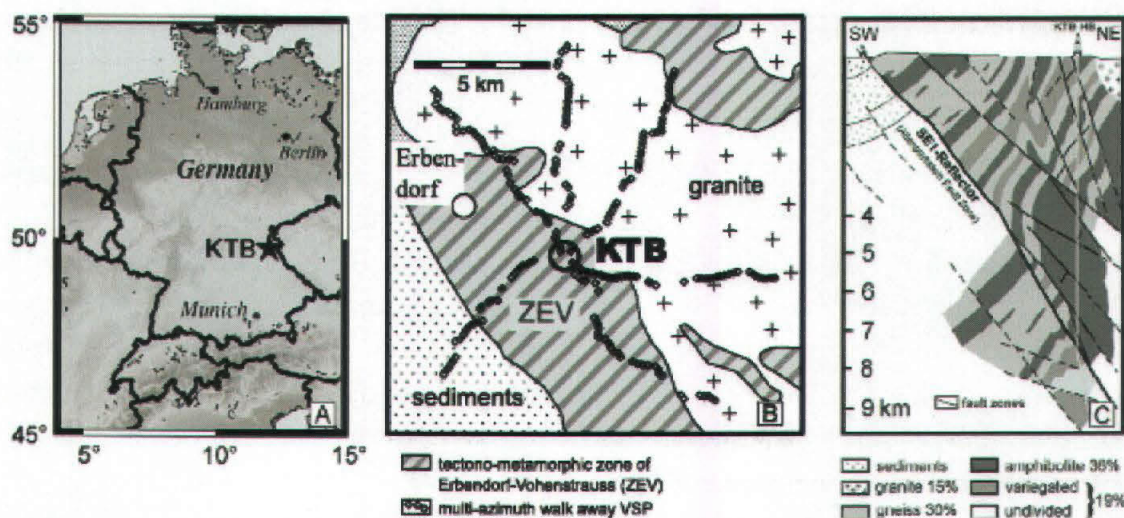 55°
50°
45°
5° 10° 15°
Hamburg
Berlin
Germany
KTB
Munich
s
A
5 km
Erben-
dorf
granite
KTB
ZEV
sediments
B
tectono-metamorphic zone of
Erbendorf-Vohenstrauss (ZEV)
multi-azimuth walk away VSP
KTB HB
SW NE
SE1-Reflector
4
5
6
7
8
9 km
fault zones
C
sediments amphibolite 36%
granite 15% variegated
gneiss 30% undivided
19%